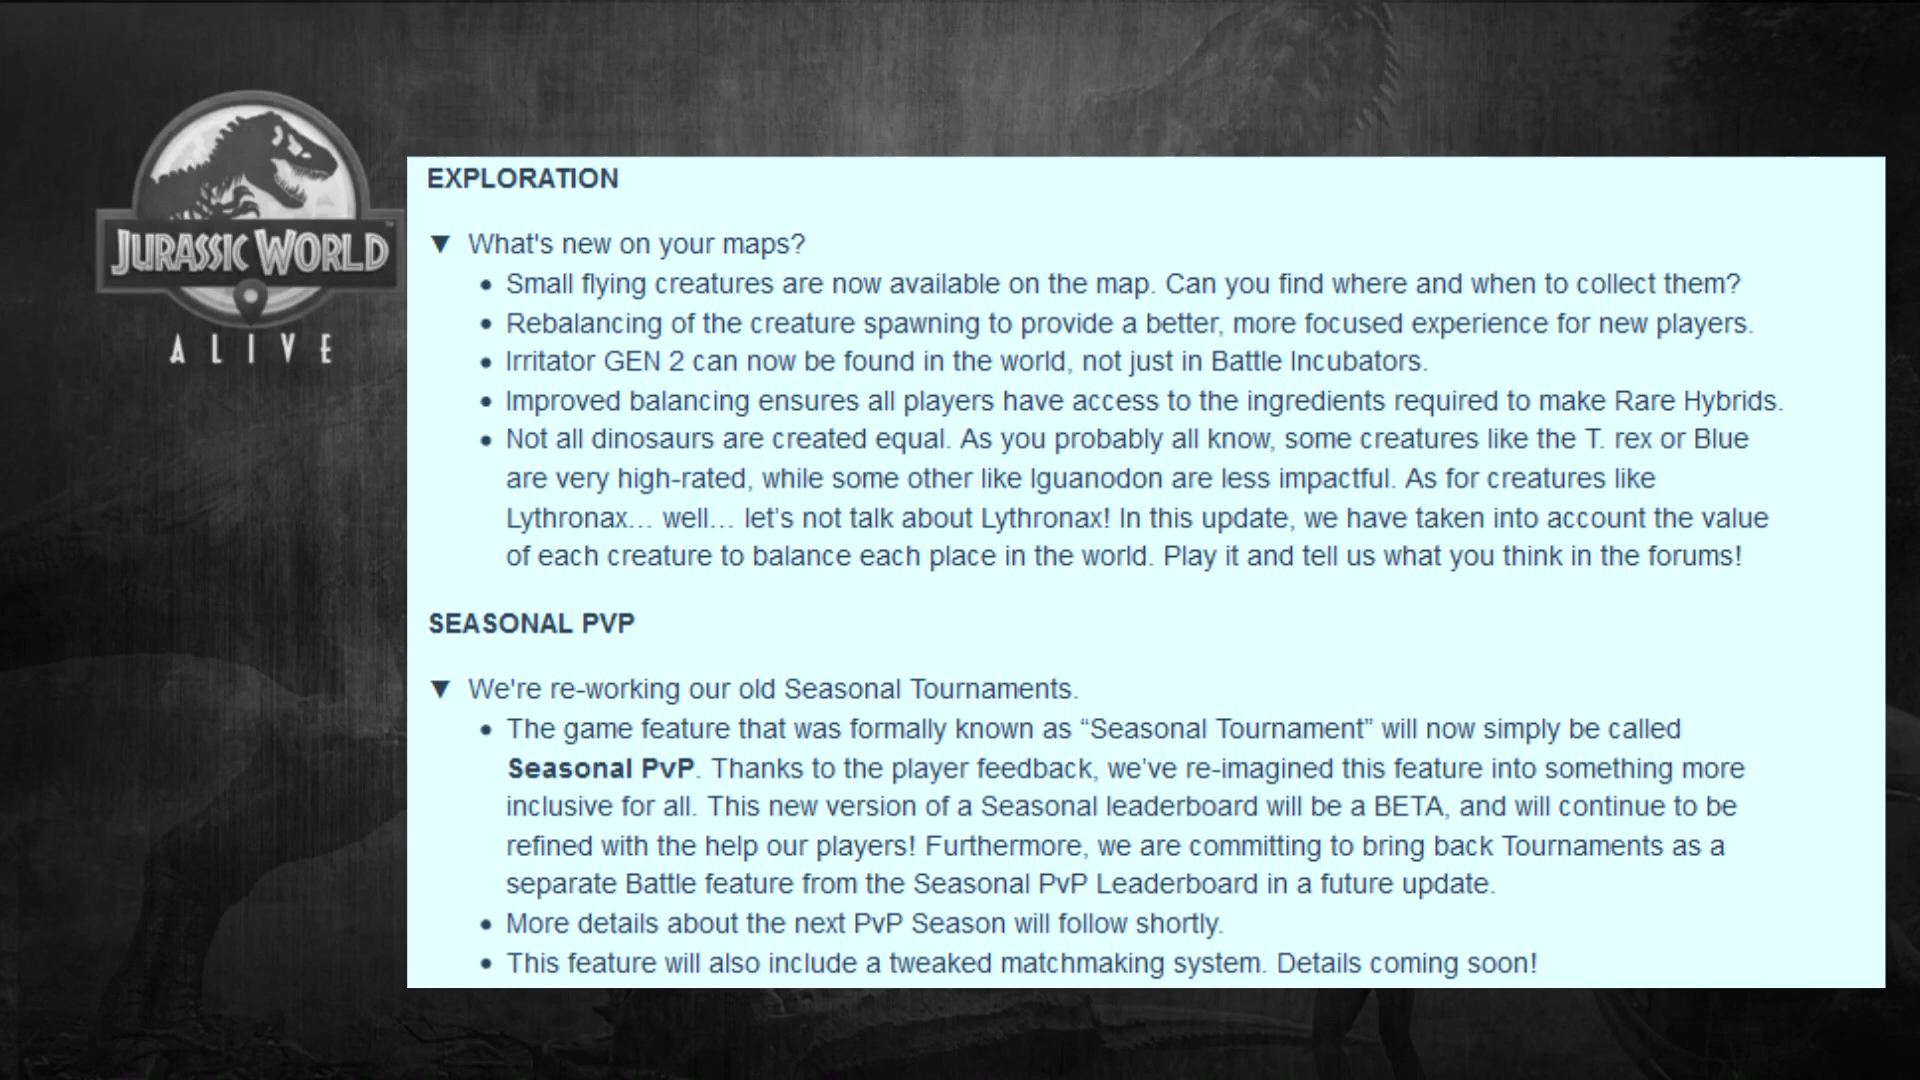 JURASSIC WORLD™
ALIVE
EXPLORATION
▼ What's new on your maps?
• Small flying creatures are now available on the map. Can you find where and when to collect them?
• Rebalancing of the creature spawning to provide a better, more focused experience for new players.
• Irritator GEN 2 can now be found in the world, not just in Battle Incubators.
• Improved balancing ensures all players have access to the ingredients required to make Rare Hybrids.
• Not all dinosaurs are created equal. As you probably all know, some creatures like the T. rex or Blue
are very high-rated, while some other like Iguanodon are less impactful. As for creatures like
Lythronax… well… let’s not talk about Lythronax! In this update, we have taken into account the value
of each creature to balance each place in the world. Play it and tell us what you think in the forums!
SEASONAL PVP
▼ We're re-working our old Seasonal Tournaments.
• The game feature that was formally known as “Seasonal Tournament” will now simply be called
Seasonal PvP. Thanks to the player feedback, we’ve re-imagined this feature into something more
inclusive for all. This new version of a Seasonal leaderboard will be a BETA, and will continue to be
refined with the help our players! Furthermore, we are committing to bring back Tournaments as a
separate Battle feature from the Seasonal PvP Leaderboard in a future update.
• More details about the next PvP Season will follow shortly.
• This feature will also include a tweaked matchmaking system. Details coming soon!